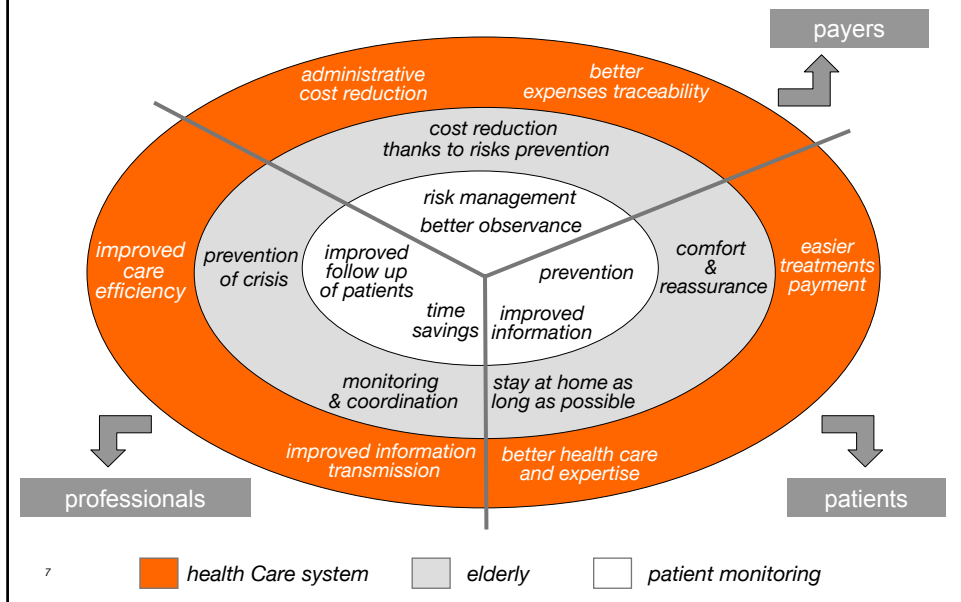 payers
administrative
cost reduction
better
expenses traceability
cost reduction
thanks to risks prevention
risk management
better observance
improved
care
efficiency
prevention
of crisis
improved
follow up
of patients
time
savings
prevention
improved
information
comfort
&
reassurance
easier
treatments
payment
monitoring
& coordination
stay at home as
long as possible
improved information
transmission
better health care
and expertise
professionals
patients
7
health Care system
elderly
patient monitoring